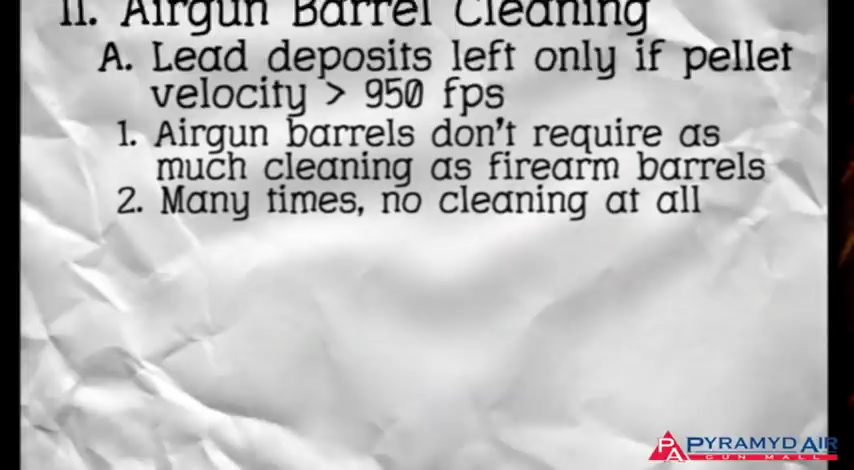 II. Airgun Barrel Cleaning
A. Lead deposits left only if pellet
velocity > 950 fps
1. Airgun barrels don't require as
much cleaning as firearm barrels
2. Many times, no cleaning at all
PA PYRAMYD AIR
GUN MALL